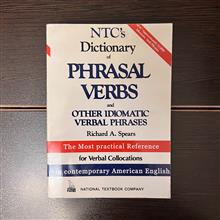 NTC's
Dictionary
of
PHRASAL
VERBS
and
OTHER IDIOMATIC
VERBAL PHRASES
Richard A. Spears
The Most practical Reference
for Verbal Collocations
in contemporary American English
NATIONAL TEXTBOOK COMPANY